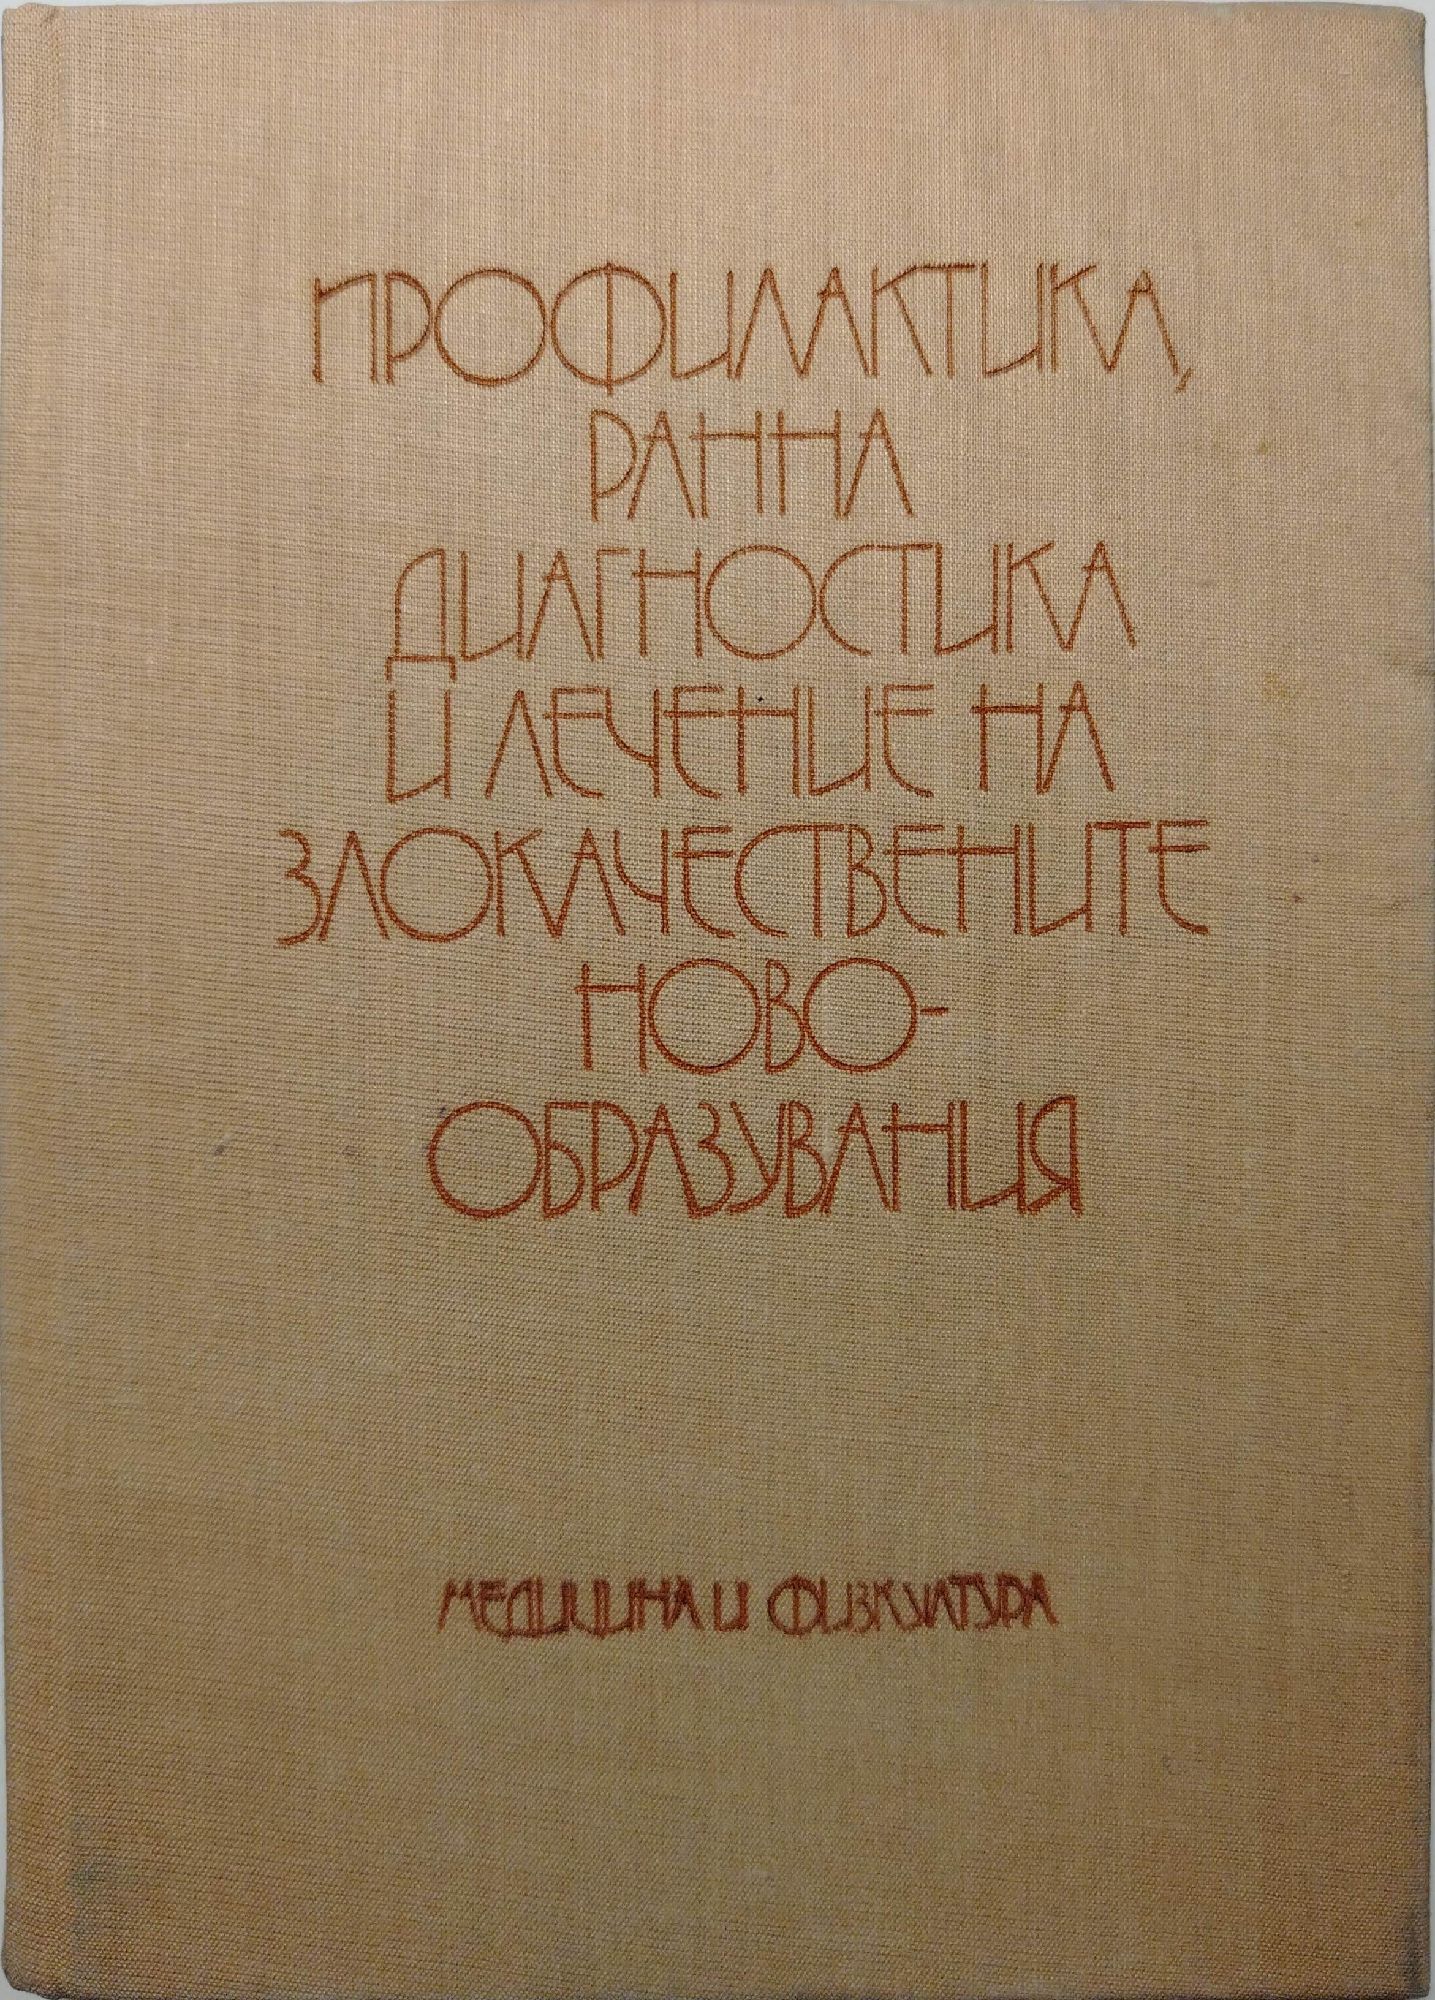 ПРОФИЛАКТИКА,
РАННА
ДИАГНОСТИКА
И ЛЕЧЕНИЕ НА
ЗЛОКАЧЕСТВЕНИТЕ
НОВО-
ОБРАЗУВАНИЯ
МЕДИЦИНА И ФИЗКУЛТУРА